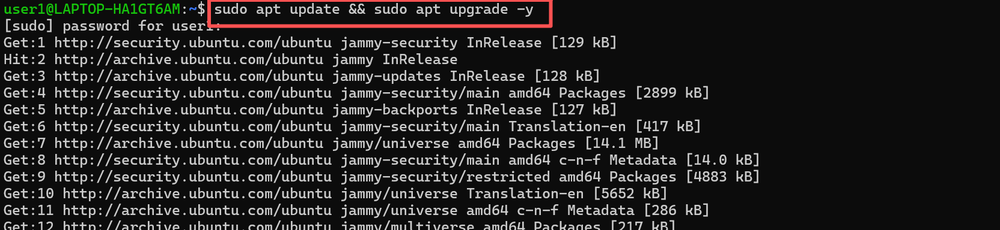 user1@LAPTOP-HA1GT6AM:~$ sudo apt update && sudo apt upgrade -y
[sudo] password for user1:
Get:1 http://security.ubuntu.com/ubuntu jammy-security InRelease [129 kB]
Hit:2 http://archive.ubuntu.com/ubuntu jammy InRelease
Get:3 http://archive.ubuntu.com/ubuntu jammy-updates InRelease [128 kB]
Get:4 http://security.ubuntu.com/ubuntu jammy-security/main amd64 Packages [2899 kB]
Get:5 http://archive.ubuntu.com/ubuntu jammy-backports InRelease [127 kB]
Get:6 http://security.ubuntu.com/ubuntu jammy-security/main Translation-en [417 kB]
Get:7 http://archive.ubuntu.com/ubuntu jammy/universe amd64 Packages [14.1 MB]
Get:8 http://security.ubuntu.com/ubuntu jammy-security/main amd64 c-n-f Metadata [14.0 kB]
Get:9 http://security.ubuntu.com/ubuntu jammy-security/restricted amd64 Packages [4883 kB]
Get:10 http://archive.ubuntu.com/ubuntu jammy/universe Translation-en [5652 kB]
Get:11 http://archive.ubuntu.com/ubuntu jammy/universe amd64 c-n-f Metadata [286 kB]
Get:12 http://archive.ubuntu.com/ubuntu jammy/multiverse amd64 Packages [217 kB]